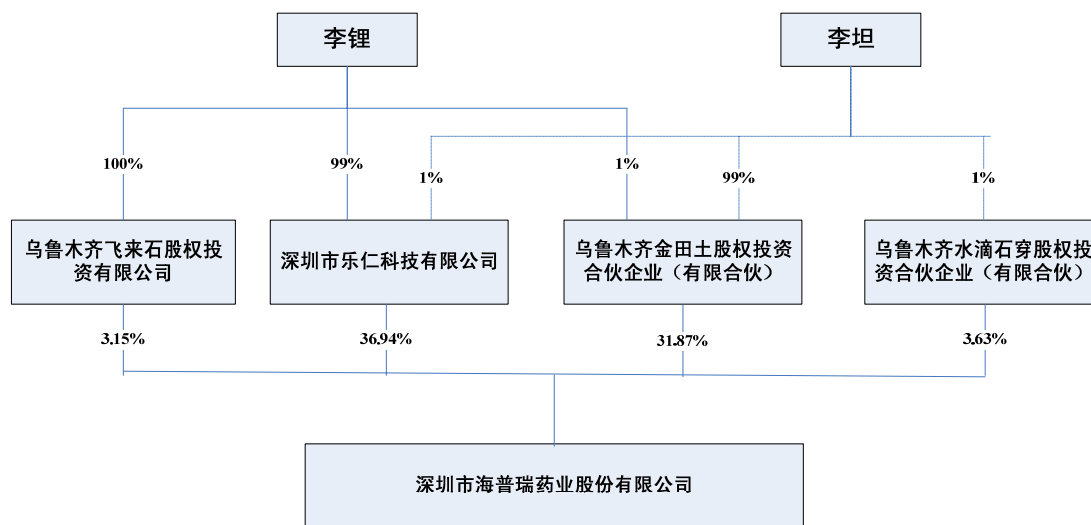 李锂
李坦
100%
99%
1%
1%
99%
1%
乌鲁木齐飞来石股权投
资有限公司
深圳市乐仁科技有限公司
乌鲁木齐金田土股权投资
合伙企业（有限合伙）
乌鲁木齐水滴石穿股权投
资合伙企业（有限合伙）
3.15%
36.94%
31.87%
3.63%
深圳市海普瑞药业股份有限公司